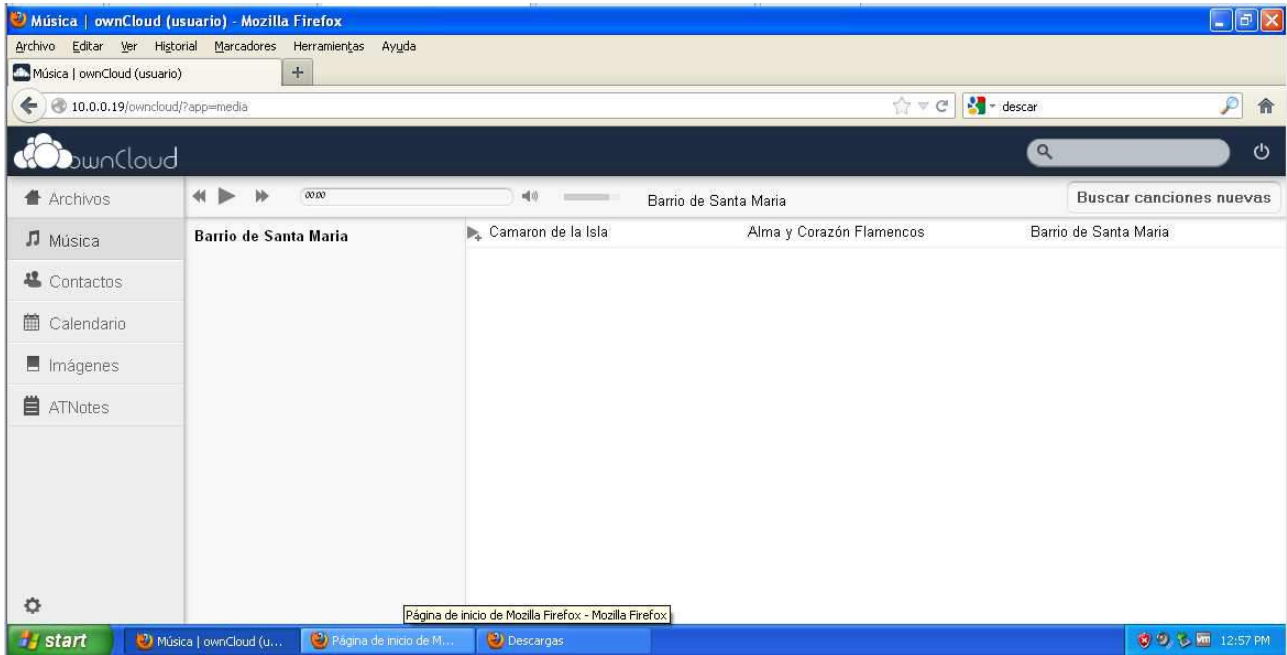 Música | ownCloud (usuario) - Mozilla Firefox
Archivo Editar Ver Historial Marcadores Herramientas Ayuda
Música | ownCloud (usuario) +
10.0.0.19/owncloud/?app=media descar
ownCloud
Archivos 00:00 Barrio de Santa Maria Buscar canciones nuevas
Música Barrio de Santa Maria Camaron de la Isla Alma y Corazón Flamencos Barrio de Santa Maria
Contactos
Calendario
Imágenes
ATNotes
Página de inicio de Mozilla Firefox - Mozilla Firefox
start Música | ownCloud (u... Página de inicio de M... Descargas vm 12:57 PM